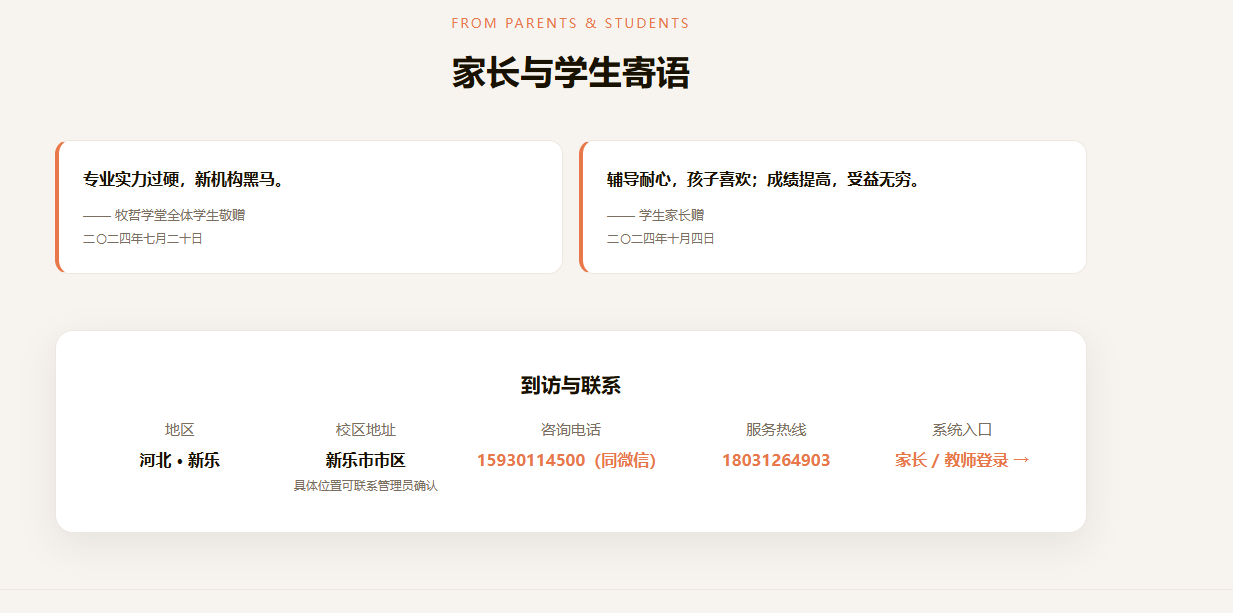 FROM PARENTS & STUDENTS
家长与学生寄语
专业实力过硬，新机构黑马。
—— 牧哲学堂全体学生敬赠
二〇二四年七月二十日
辅导耐心，孩子喜欢；成绩提高，受益无穷。
—— 学生家长赠
二〇二四年十月四日
到访与联系
地区
河北 • 新乐
校区地址
新乐市市区
具体位置可联系管理员确认
咨询电话
15930114500（同微信）
服务热线
18031264903
系统入口
家长 / 教师登录 →